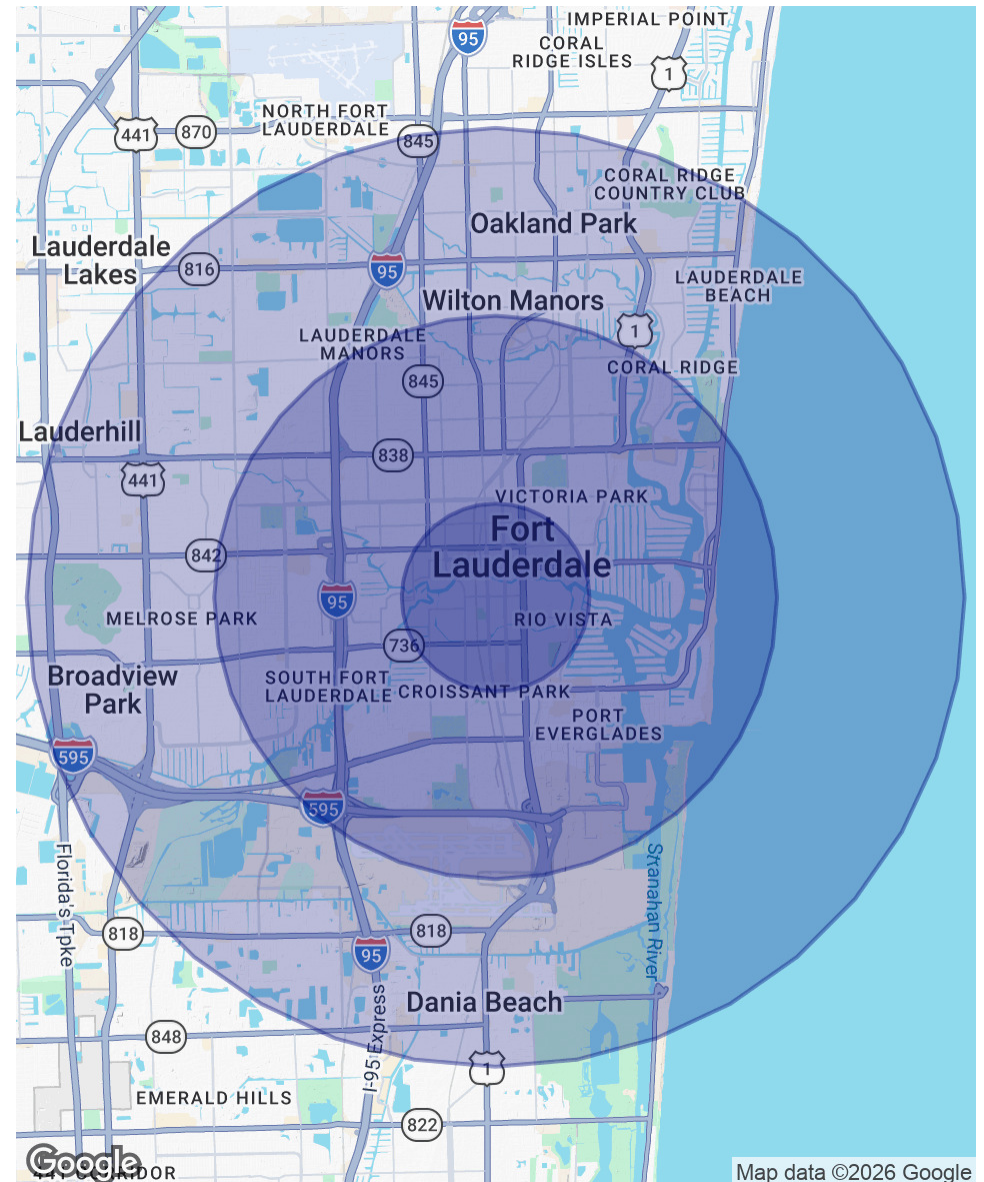 IMPERIAL POINT
95
CORAL
RIDGE ISLES
1
NORTH FORT
LAUDERDALE
441
870
845
CORAL RIDGE
COUNTRY CLUB
Oakland Park
Lauderdale
Lakes
816
95
LAUDERDALE
BEACH
Wilton Manors
1
LAUDERDALE
MANORS
CORAL RIDGE
845
Lauderhill
838
441
VICTORIA PARK
Fort
Lauderdale
842
95
MELROSE PARK
RIO VISTA
736
Broadview
Park
SOUTH FORT
LAUDERDALE
CROISSANT PARK
PORT
EVERGLADES
595
595
Florida's Tpke
Stranahan River
818
818
95
Dania Beach
I-95 Express
848
1
EMERALD HILLS
822
Google
441 CORRIDOR
Map data ©2026 Google